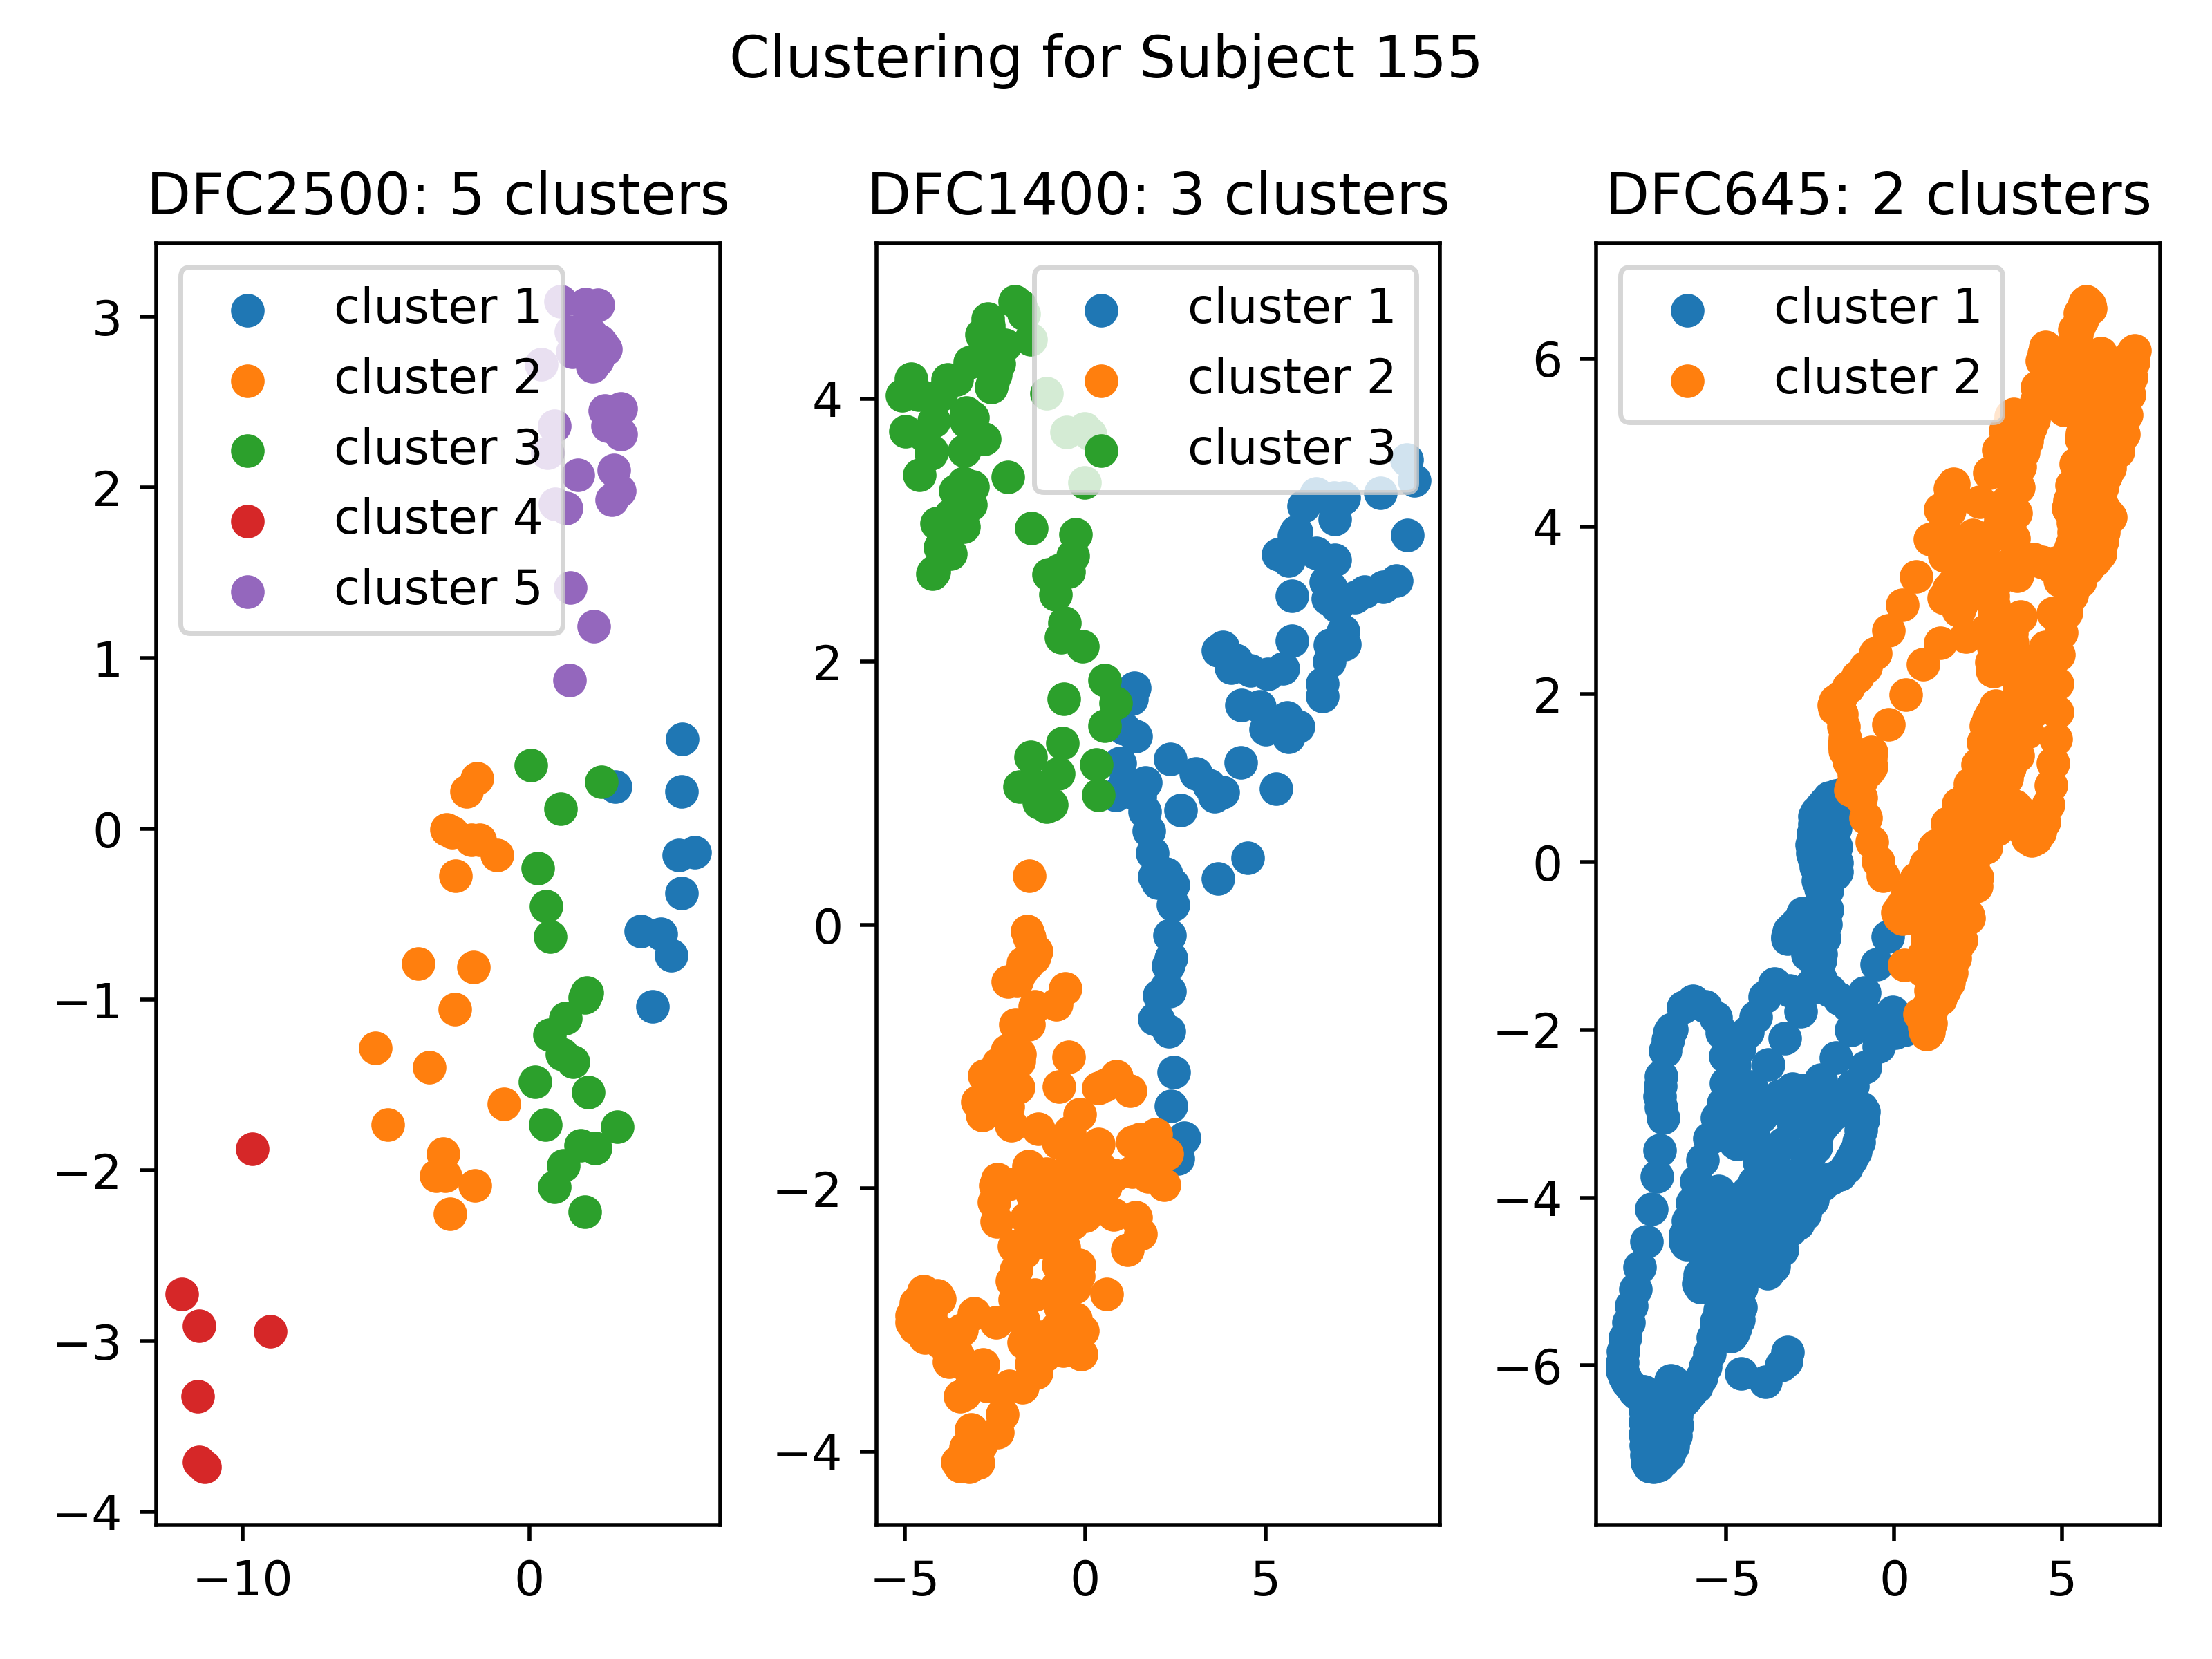 Clustering for Subject 155
DFC2500: 5 clusters
cluster 1
cluster 2
cluster 3
cluster 4
cluster 5
3
2
1
0
−1
−2
−3
−4
−10 0
DFC1400: 3 clusters
cluster 1
cluster 2
cluster 3
4
2
0
−2
−4
−5 0 5
DFC645: 2 clusters
cluster 1
cluster 2
6
4
2
0
−2
−4
−6
−5 0 5